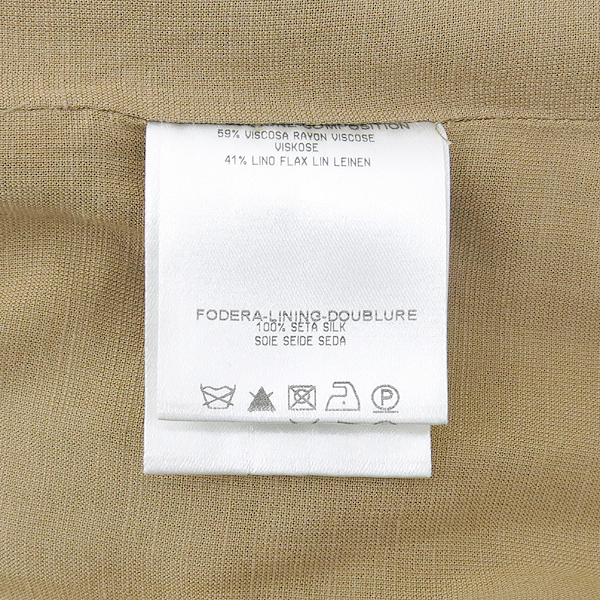 COMPOSITION
59% VISCOSA RAYON VISCOSE
VISKOSE
41% LINO FLAX LIN LEINEN
FODERA-LINING-DOUBLURE
100% SETA SILK
SOIE SEIDE SEDA
P